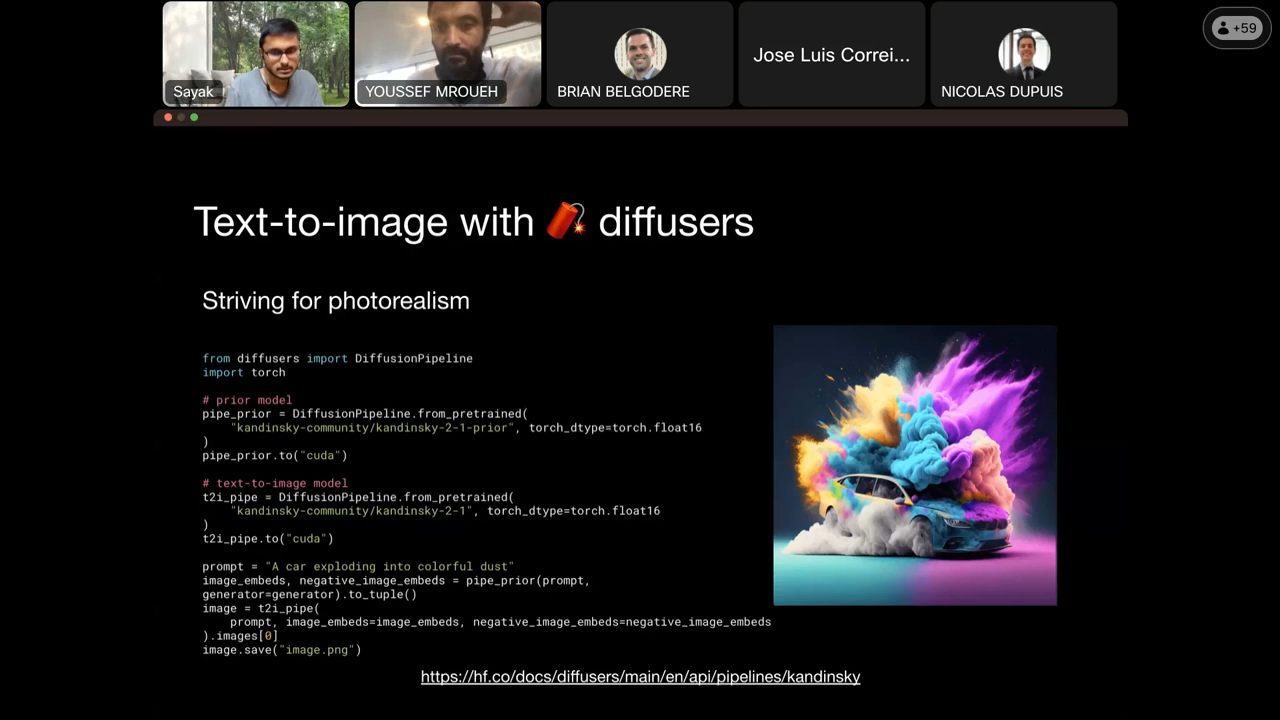 Sayak
YOUSSEF MROUEH
BRIAN BELGODERE
Jose Luis Correi...
NICOLAS DUPUIS
+59
Text-to-image with 🧨 diffusers
Striving for photorealism
from diffusers import DiffusionPipeline
import torch
# prior model
pipe_prior = DiffusionPipeline.from_pretrained(
"kandinsky-community/kandinsky-2-1-prior", torch_dtype=torch.float16
)
pipe_prior.to("cuda")
# text-to-image model
t2i_pipe = DiffusionPipeline.from_pretrained(
"kandinsky-community/kandinsky-2-1", torch_dtype=torch.float16
)
t2i_pipe.to("cuda")
prompt = "A car exploding into colorful dust"
image_embeds, negative_image_embeds = pipe_prior(prompt,
generator=generator).to_tuple()
image = t2i_pipe(
prompt, image_embeds=image_embeds, negative_image_embeds=negative_image_embeds
).images[0]
image.save("image.png")
https://hf.co/docs/diffusers/main/en/api/pipelines/kandinsky